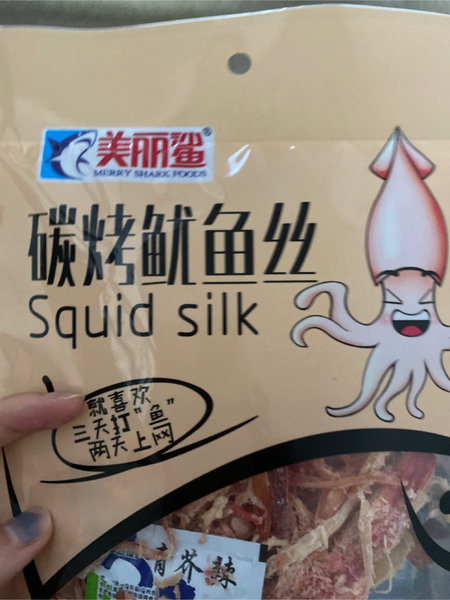 美丽鲨®
MERRY SHARK FOODS
碳烤鱿鱼丝
Squid silk
就喜欢
三天打"鱼"
两天上网
青芥辣